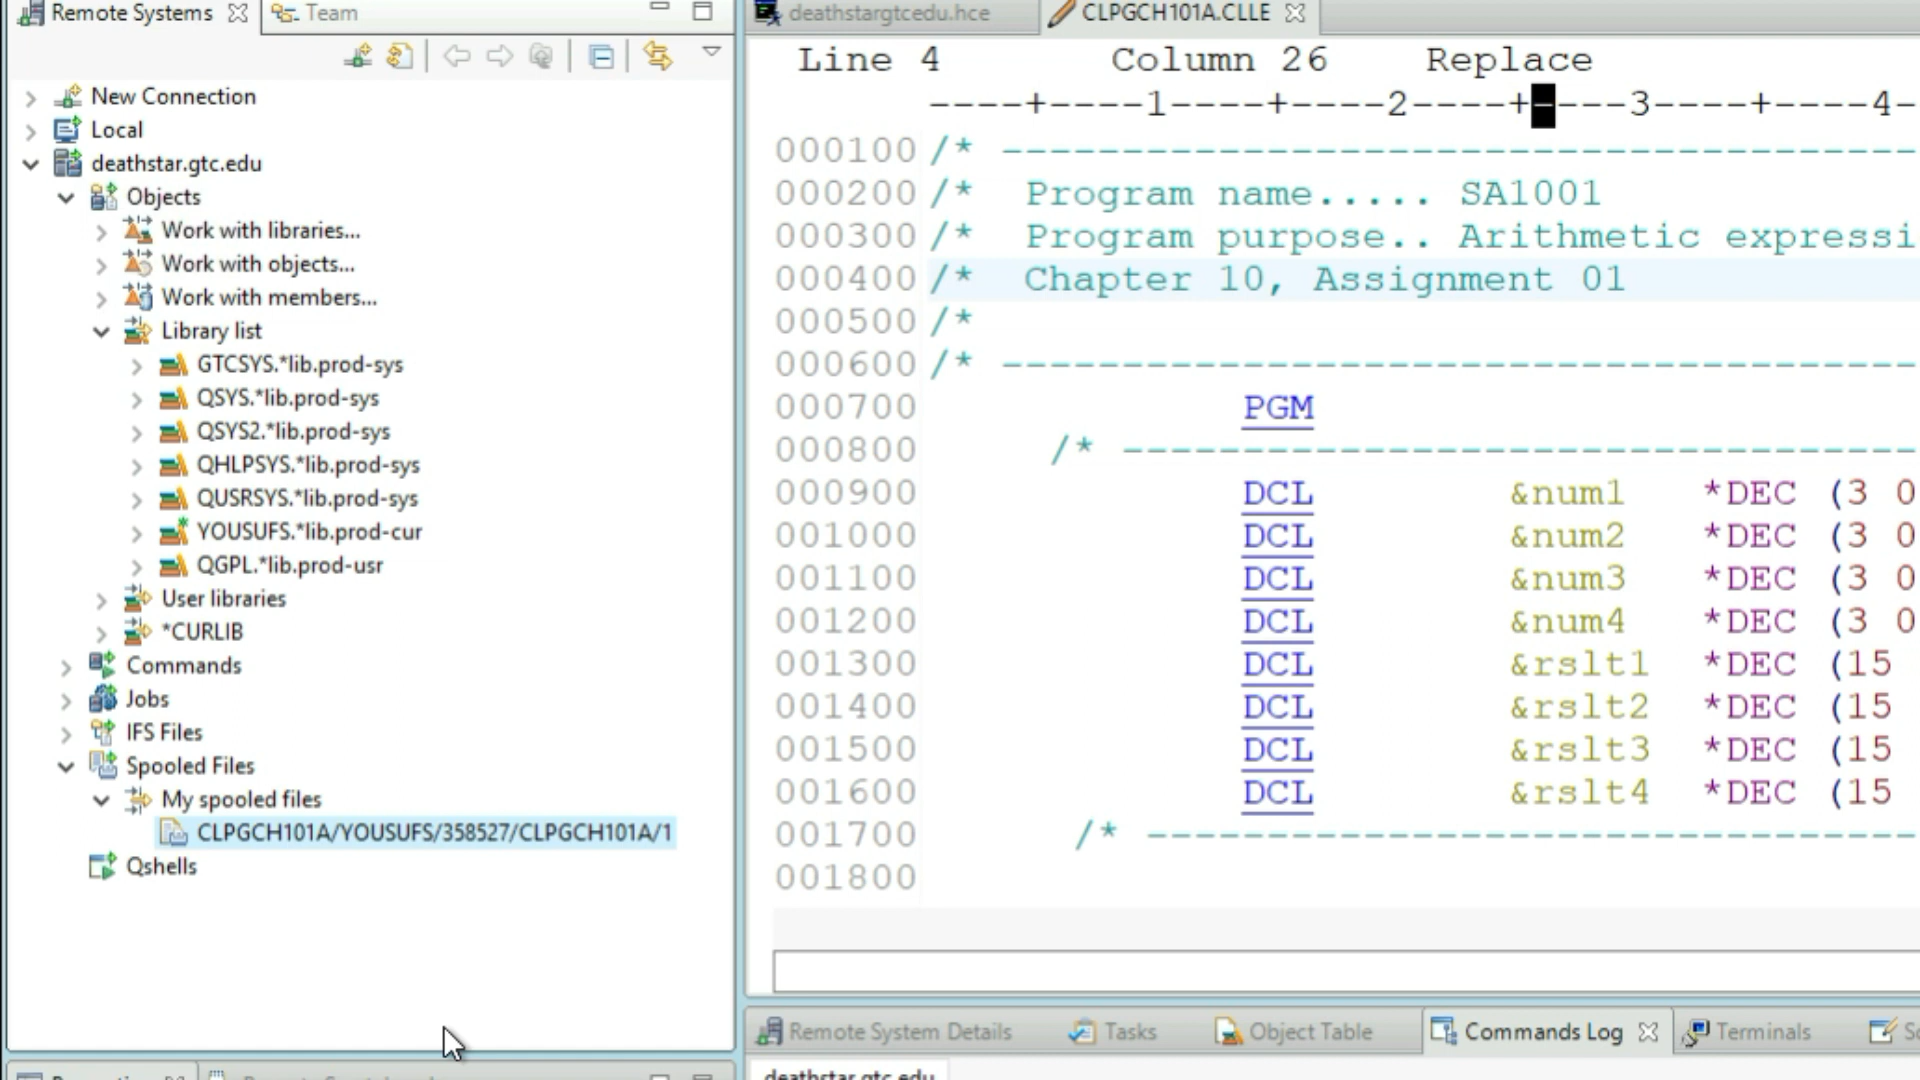 Remote Systems
Team
New Connection
Local
deathstar.gtc.edu
Objects
Work with libraries...
Work with objects...
Work with members...
Library list
GTCSYS.*lib.prod-sys
QSYS.*lib.prod-sys
QSYS2.*lib.prod-sys
QHLPSYS.*lib.prod-sys
QUSRSYS.*lib.prod-sys
YOUSUFS.*lib.prod-cur
QGPL.*lib.prod-usr
User libraries
*CURLIB
Commands
Jobs
IFS Files
Spooled Files
My spooled files
CLPGCH101A/YOUSUFS/358527/CLPGCH101A/1
Qshells
deathstargtcedu.hce
CLPGCH101A.CLLE
Line 4 Column 26 Replace
----+----1----+----2----+----3----+----4-
000100 /* --------------------------------------
000200 /* Program name..... SA1001
000300 /* Program purpose.. Arithmetic expressi
000400 /* Chapter 10, Assignment 01
000500 /*
000600 /* --------------------------------------
000700 PGM
000800 /* ---------------------------------
000900 DCL &num1 *DEC (3 0
001000 DCL &num2 *DEC (3 0
001100 DCL &num3 *DEC (3 0
001200 DCL &num4 *DEC (3 0
001300 DCL &rslt1 *DEC (15
001400 DCL &rslt2 *DEC (15
001500 DCL &rslt3 *DEC (15
001600 DCL &rslt4 *DEC (15
001700 /* --------------------------------
001800
Remote System Details
Tasks
Object Table
Commands Log
Terminals
deathstar.gtc.edu